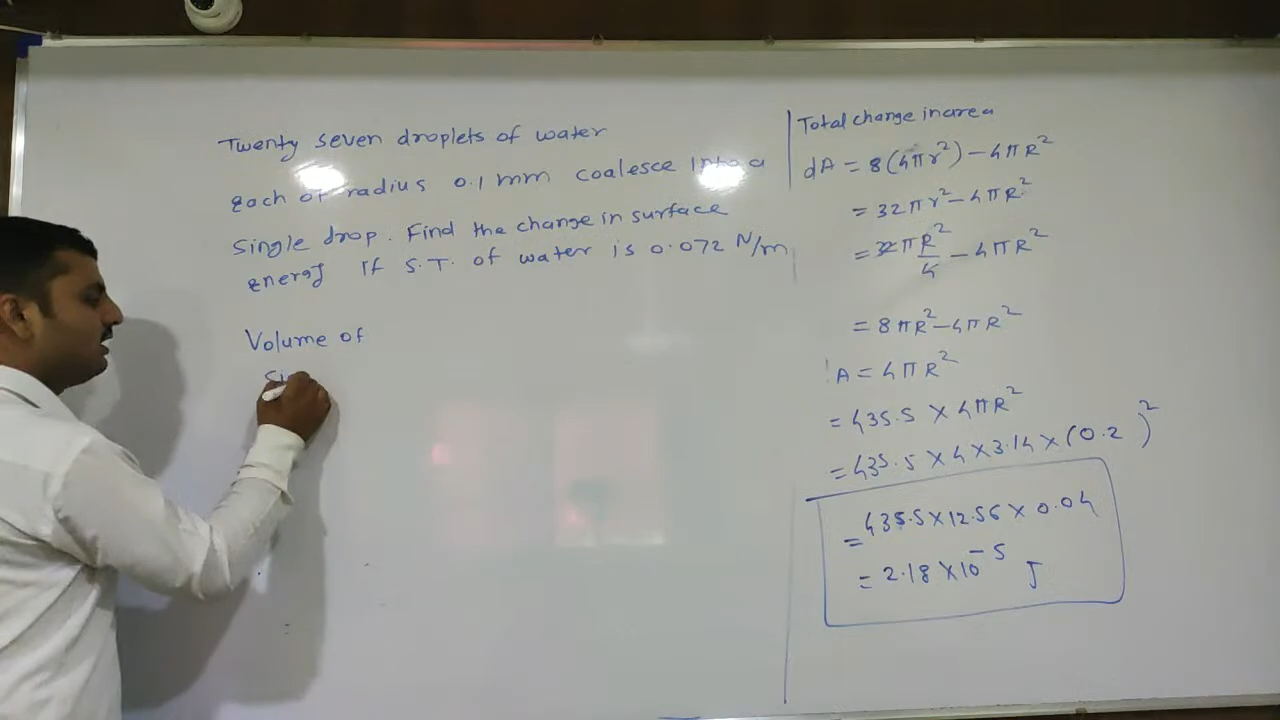 Twenty seven droplets of water
each of radius 0.1 mm coalesce into a
Single drop. Find the change in surface
energy if S.T. of water is 0.072 N/m
Volume of
Si
Total change in area
dA = 8(4πr²) - 4πR²
= 32πr² - 4πR²
= 32πR²/4 - 4πR²
= 8πR² - 4πR²
A = 4πR²
= 435.5 × 4πR²
= 435.5 × 4 × 3.14 × (0.2)²
= 435.5 × 12.56 × 0.04
= 2.18 × 10⁻⁵ J